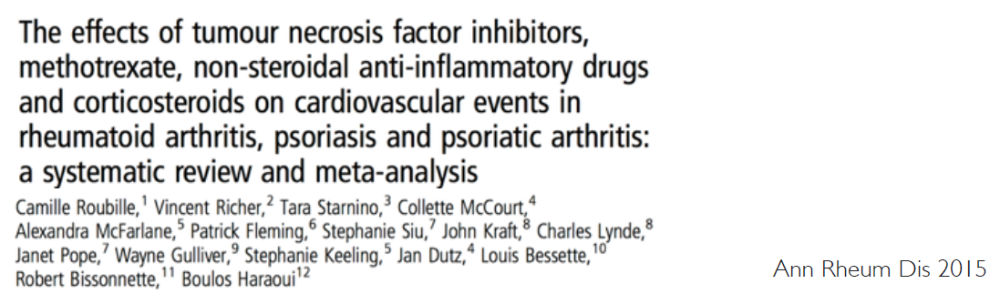 The effects of tumour necrosis factor inhibitors,
methotrexate, non-steroidal anti-inflammatory drugs
and corticosteroids on cardiovascular events in
rheumatoid arthritis, psoriasis and psoriatic arthritis:
a systematic review and meta-analysis
Camille Roubille,¹ Vincent Richer,² Tara Starnino,³ Collette McCourt,⁴
Alexandra McFarlane,⁵ Patrick Fleming,⁶ Stephanie Siu,⁷ John Kraft,⁸ Charles Lynde,⁸
Janet Pope,⁷ Wayne Gulliver,⁹ Stephanie Keeling,⁵ Jan Dutz,⁴ Louis Bessette,¹⁰
Robert Bissonnette,¹¹ Boulos Haraoui¹²
Ann Rheum Dis 2015